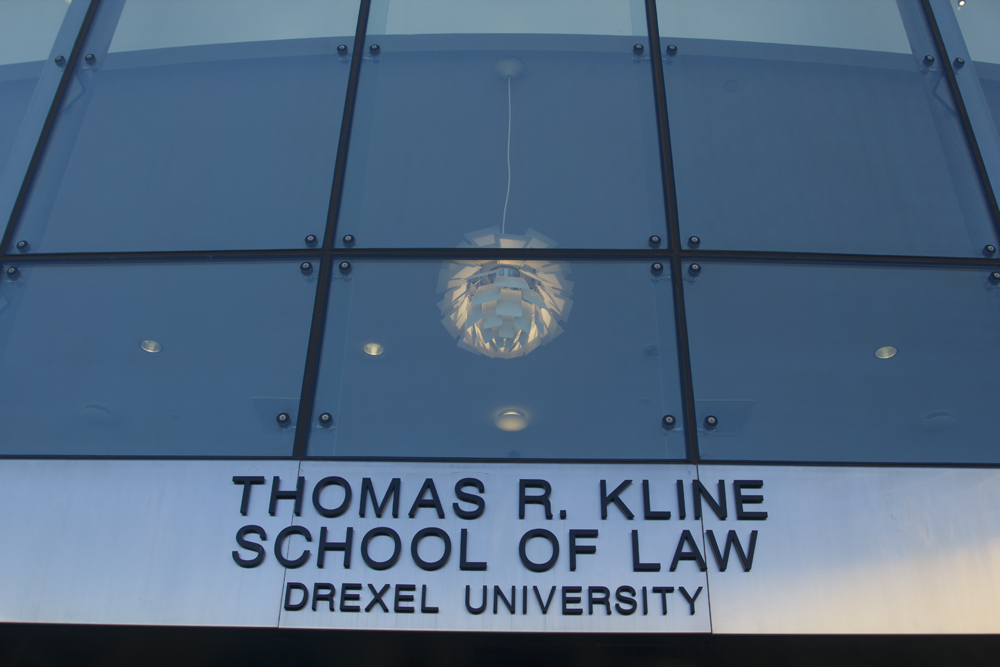 THOMAS R. KLINE
SCHOOL OF LAW
DREXEL UNIVERSITY